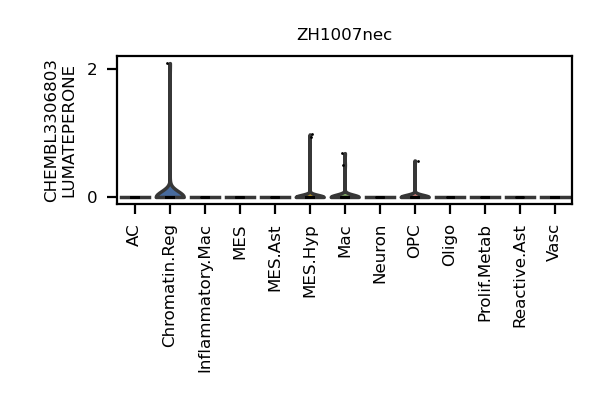 ZH1007nec
CHEMBL3306803
LUMATEPERONE
2
0
AC
Chromatin.Reg
Inflammatory.Mac
MES
MES.Ast
MES.Hyp
Mac
Neuron
OPC
Oligo
Prolif.Metab
Reactive.Ast
Vasc